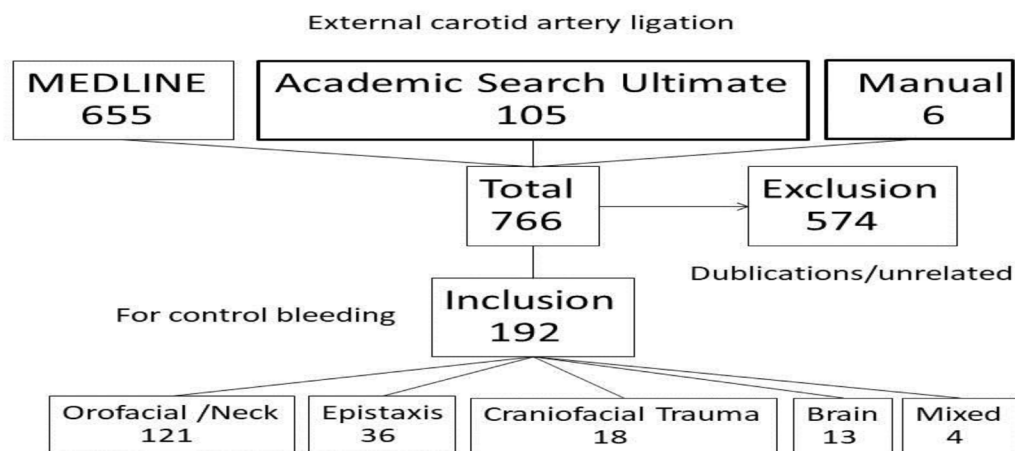 External carotid artery ligation
MEDLINE
655
Academic Search Ultimate
105
Manual
6
Total
766
Exclusion
574
Dublications/unrelated
Inclusion
192
For control bleeding
Orofacial /Neck
121
Epistaxis
36
Craniofacial Trauma
18
Brain
13
Mixed
4